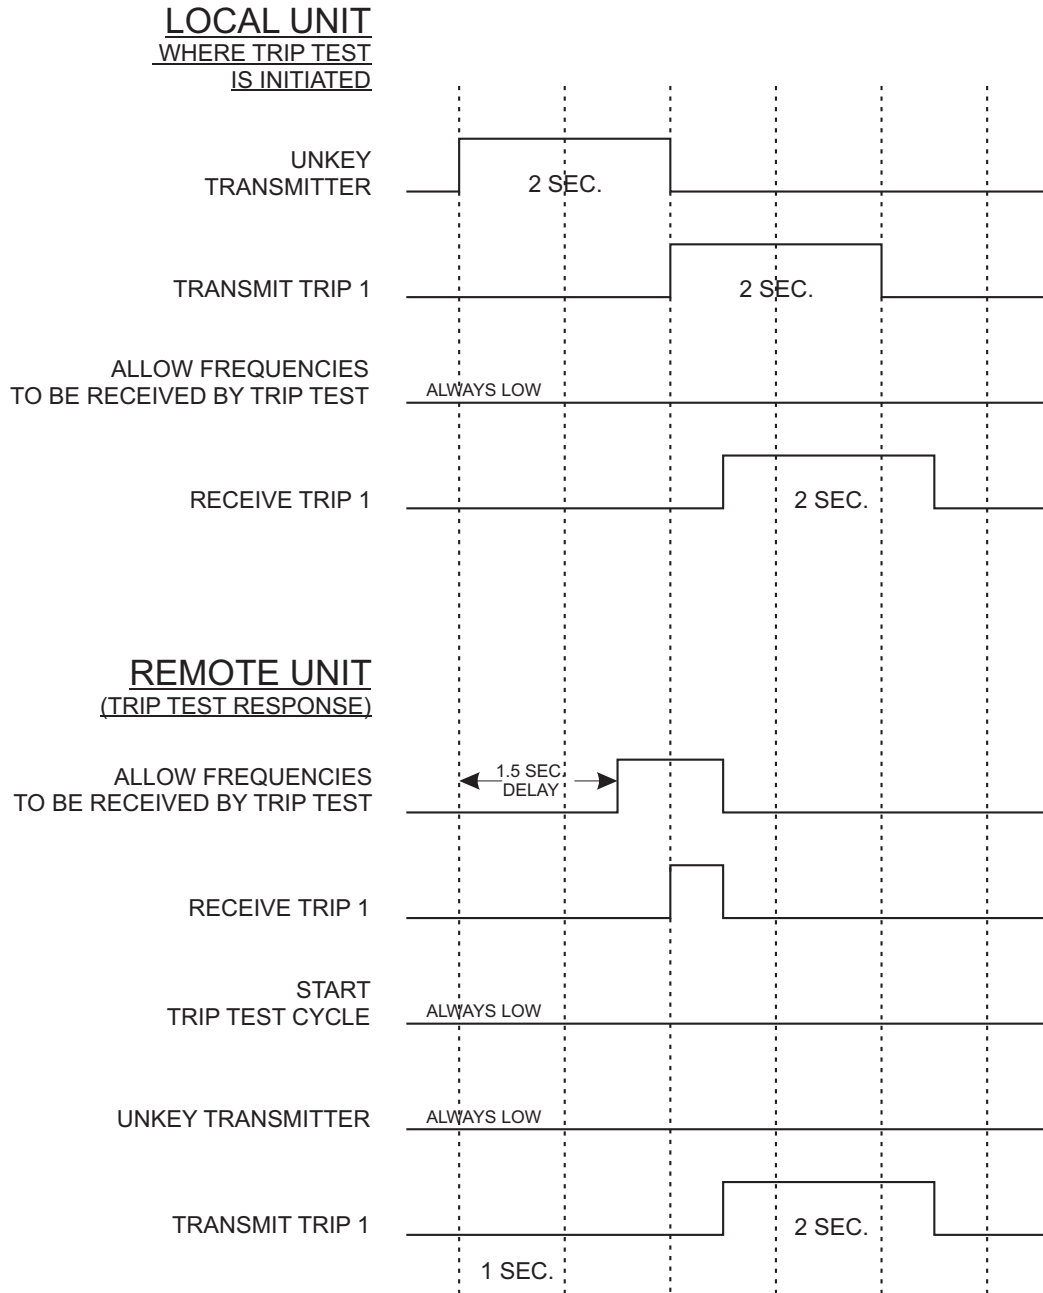 LOCAL UNIT
WHERE TRIP TEST
IS INITIATED
UNKEY
TRANSMITTER
2 SEC.
TRANSMIT TRIP 1
2 SEC.
ALLOW FREQUENCIES
TO BE RECEIVED BY TRIP TEST
ALWAYS LOW
RECEIVE TRIP 1
2 SEC.
REMOTE UNIT
(TRIP TEST RESPONSE)
ALLOW FREQUENCIES
TO BE RECEIVED BY TRIP TEST
1.5 SEC.
DELAY
RECEIVE TRIP 1
START
TRIP TEST CYCLE
ALWAYS LOW
UNKEY TRANSMITTER
ALWAYS LOW
TRANSMIT TRIP 1
2 SEC.
1 SEC.